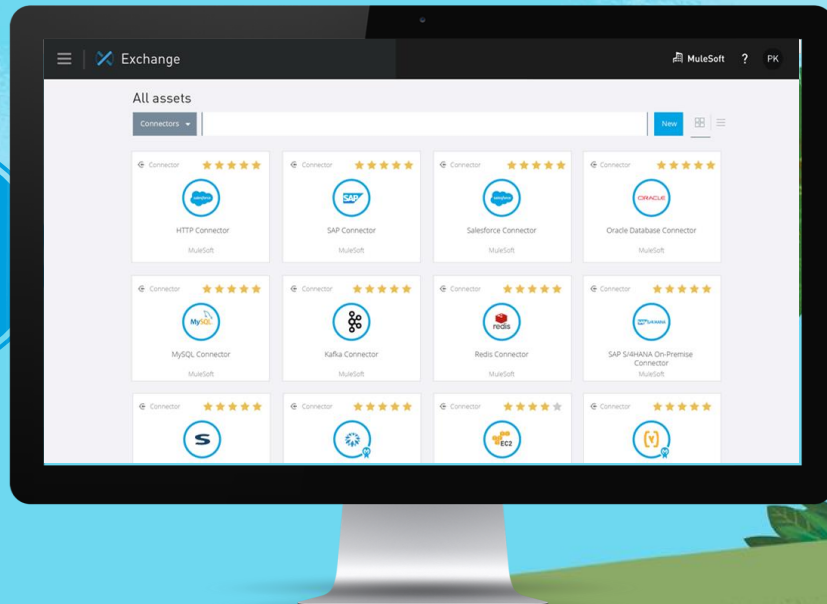 Exchange
MuleSoft ? PK
All assets
Connectors
New
Connector
salesforce
HTTP Connector
MuleSoft
Connector
SAP
SAP Connector
MuleSoft
Connector
salesforce
Salesforce Connector
MuleSoft
Connector
ORACLE
Oracle Database Connector
MuleSoft
Connector
MySQL
MySQL Connector
MuleSoft
Connector
Kafka Connector
MuleSoft
Connector
redis
Redis Connector
MuleSoft
Connector
SAP S/4HANA On-Premise
Connector
MuleSoft
Connector
S
Connector
Connector
EC2
Connector